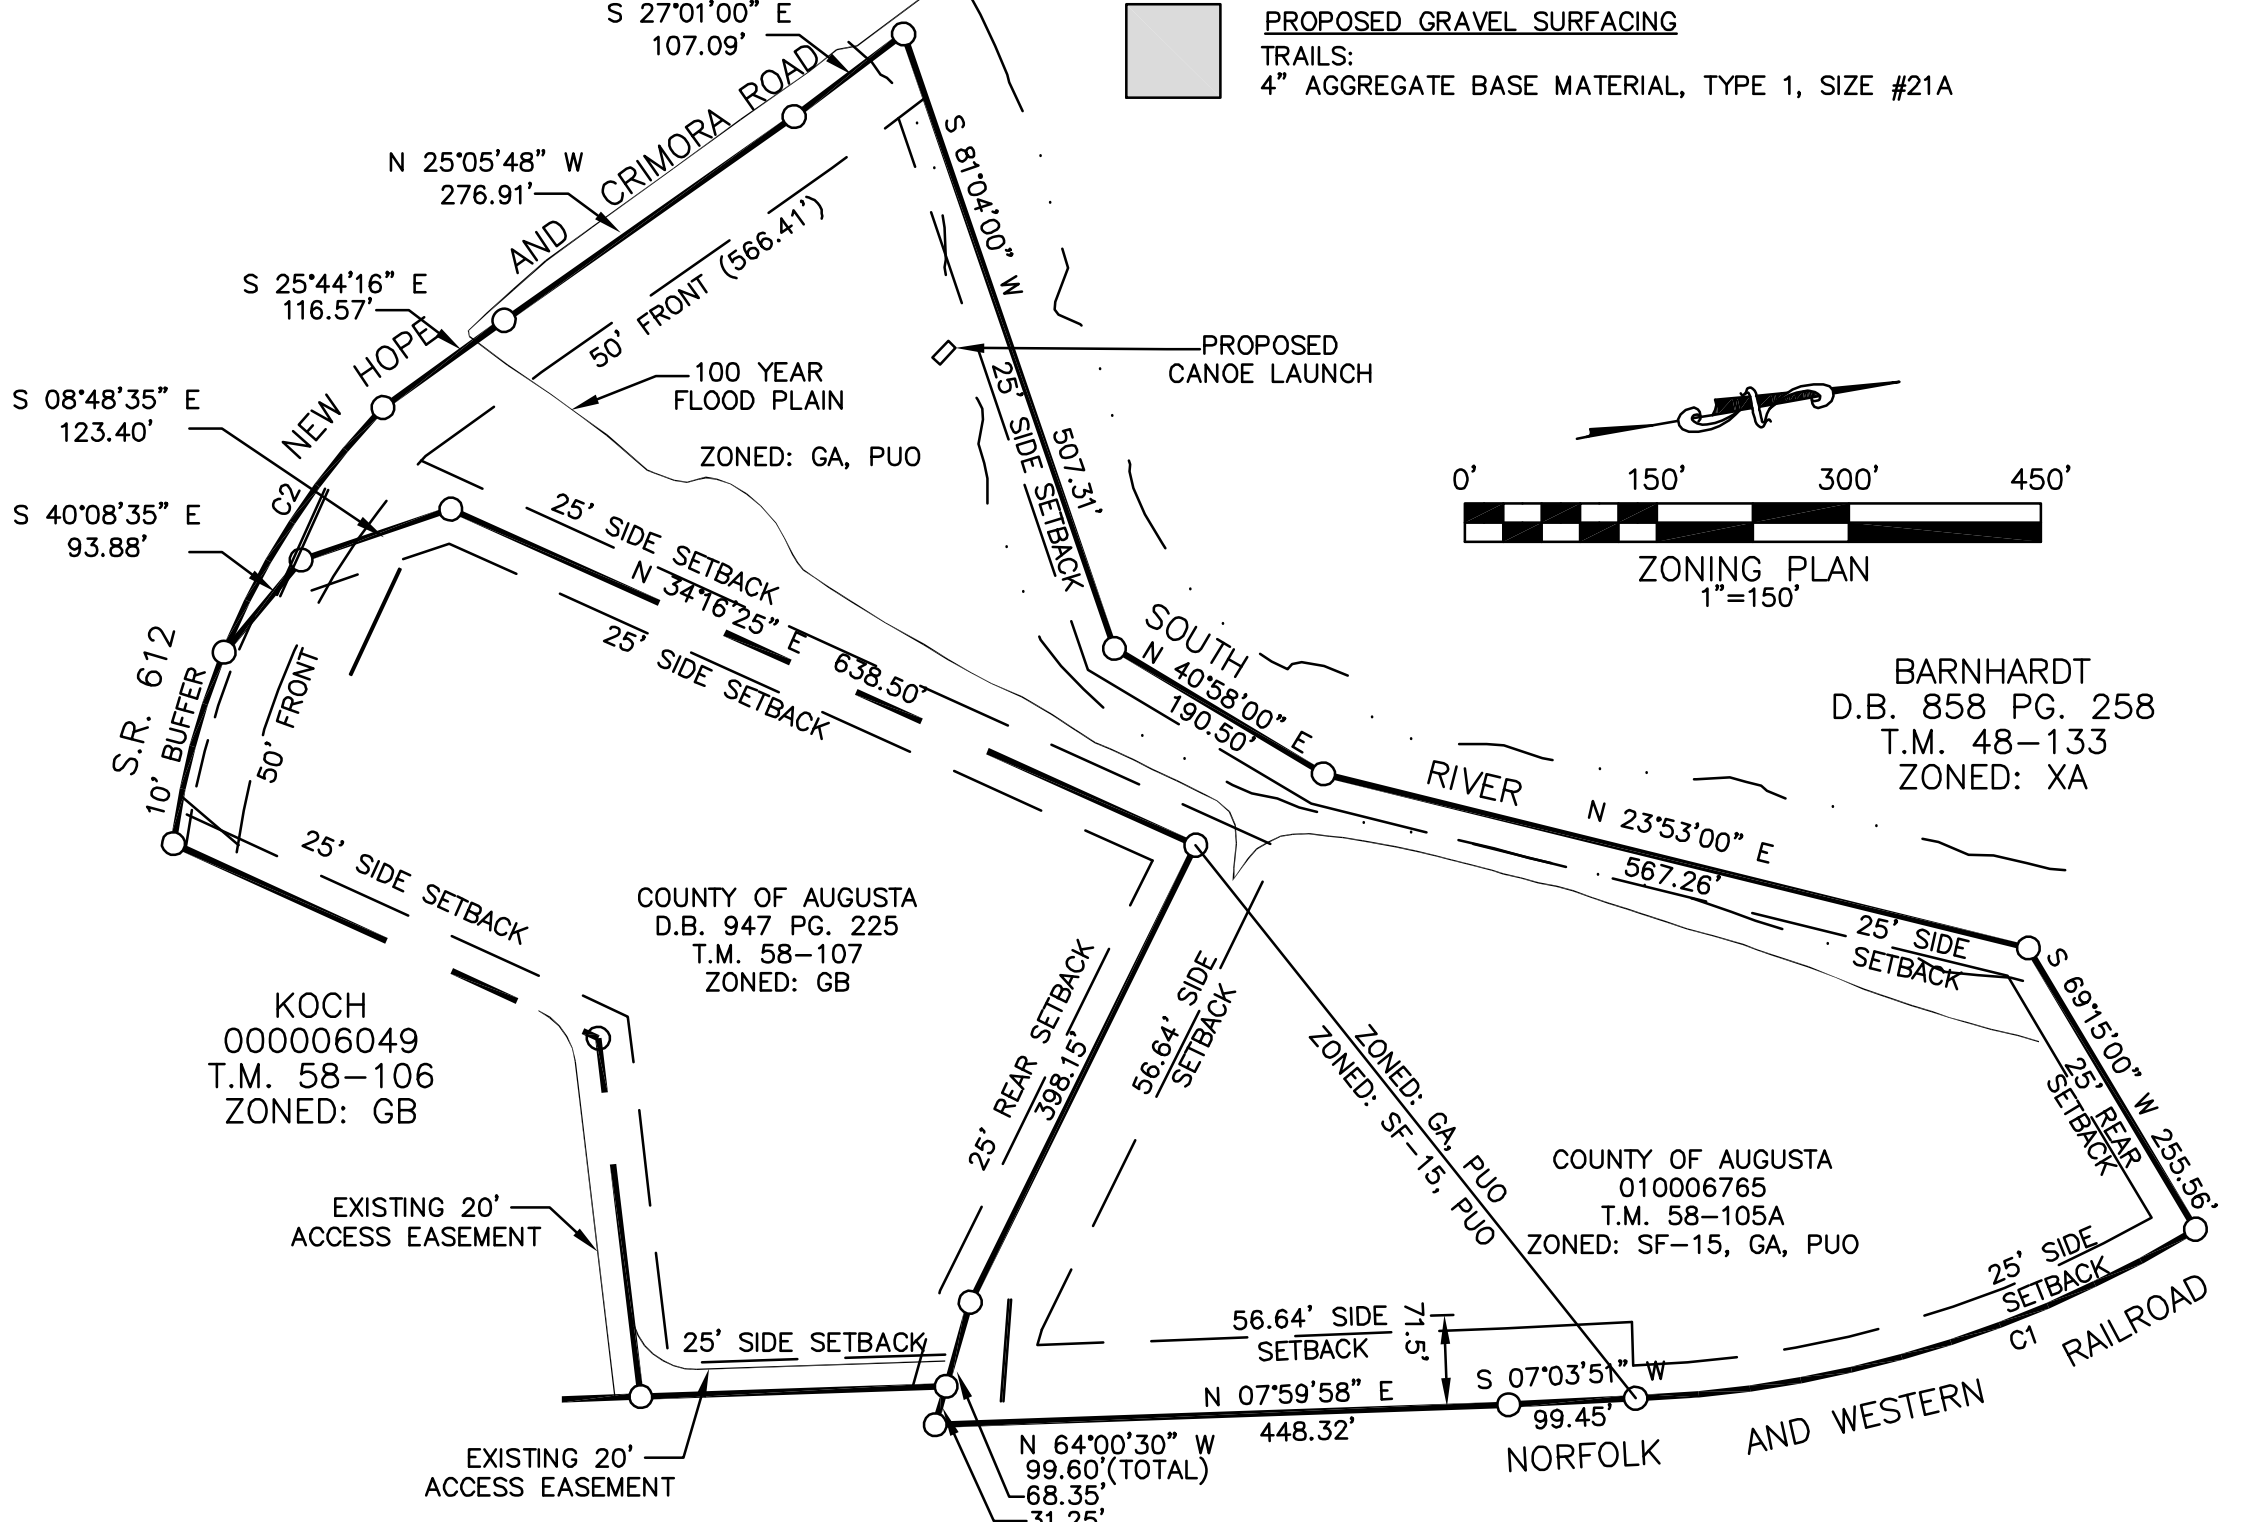 S 27°01'00" E
107.09'
PROPOSED GRAVEL SURFACING
TRAILS:
4" AGGREGATE BASE MATERIAL, TYPE 1, SIZE #21A
N 25°05'48" W
276.91'
NEW HOPE AND CRIMORA ROAD
S 81°04'00" W 507.31'
50' FRONT (566.41')
S 25°44'16" E
116.57'
100 YEAR
FLOOD PLAIN
PROPOSED
CANOE LAUNCH
25' SIDE SETBACK
S 08°48'35" E
123.40'
C2
ZONED: GA, PUO
0' 150' 300' 450'
ZONING PLAN
1"=150'
S 40°08'35" E
93.88'
25' SIDE SETBACK
N 34°16'25" E 638.50'
25' SIDE SETBACK
S.R. 612
10' BUFFER
50' FRONT
SOUTH RIVER
N 40°58'00" E
190.50'
BARNHARDT
D.B. 858 PG. 258
T.M. 48-133
ZONED: XA
N 23°53'00" E
567.26'
25' SIDE
SETBACK
25' SIDE SETBACK
COUNTY OF AUGUSTA
D.B. 947 PG. 225
T.M. 58-107
ZONED: GB
KOCH
000006049
T.M. 58-106
ZONED: GB
25' REAR SETBACK
398.15'
56.64' SIDE
SETBACK
ZONED: GA, PUO
ZONED: SF-15, PUO
S 69°15'00" W 255.56'
25' REAR
SETBACK
COUNTY OF AUGUSTA
010006765
T.M. 58-105A
ZONED: SF-15, GA, PUO
EXISTING 20'
ACCESS EASEMENT
25' SIDE SETBACK
56.64' SIDE
SETBACK
71.5'
25' SIDE
SETBACK
C1
S 07°03'51" W
99.45'
N 07°59'58" E
448.32'
NORFOLK AND WESTERN RAILROAD
EXISTING 20'
ACCESS EASEMENT
N 64°00'30" W
99.60'(TOTAL)
68.35'
31.25'